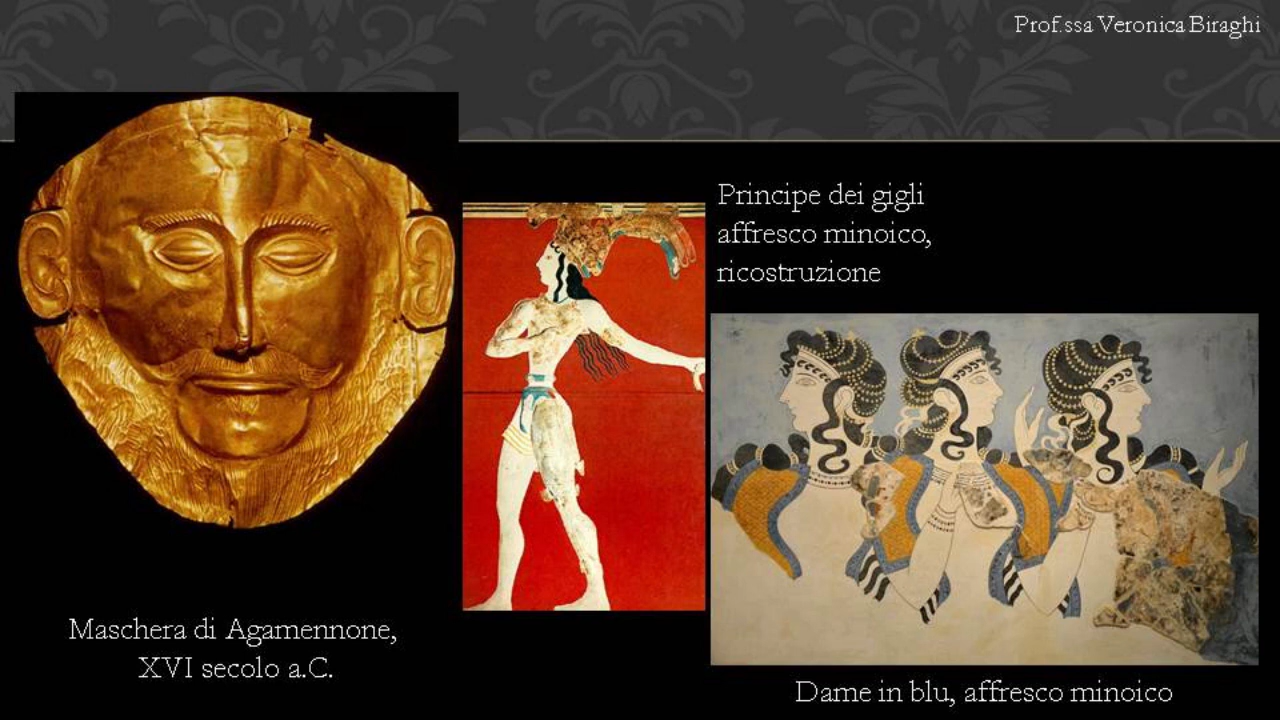 Prof.ssa Veronica Biraghi
Principe dei gigli
affresco minoico,
ricostruzione
Maschera di Agamennone,
XVI secolo a.C.
Dame in blu, affresco minoico